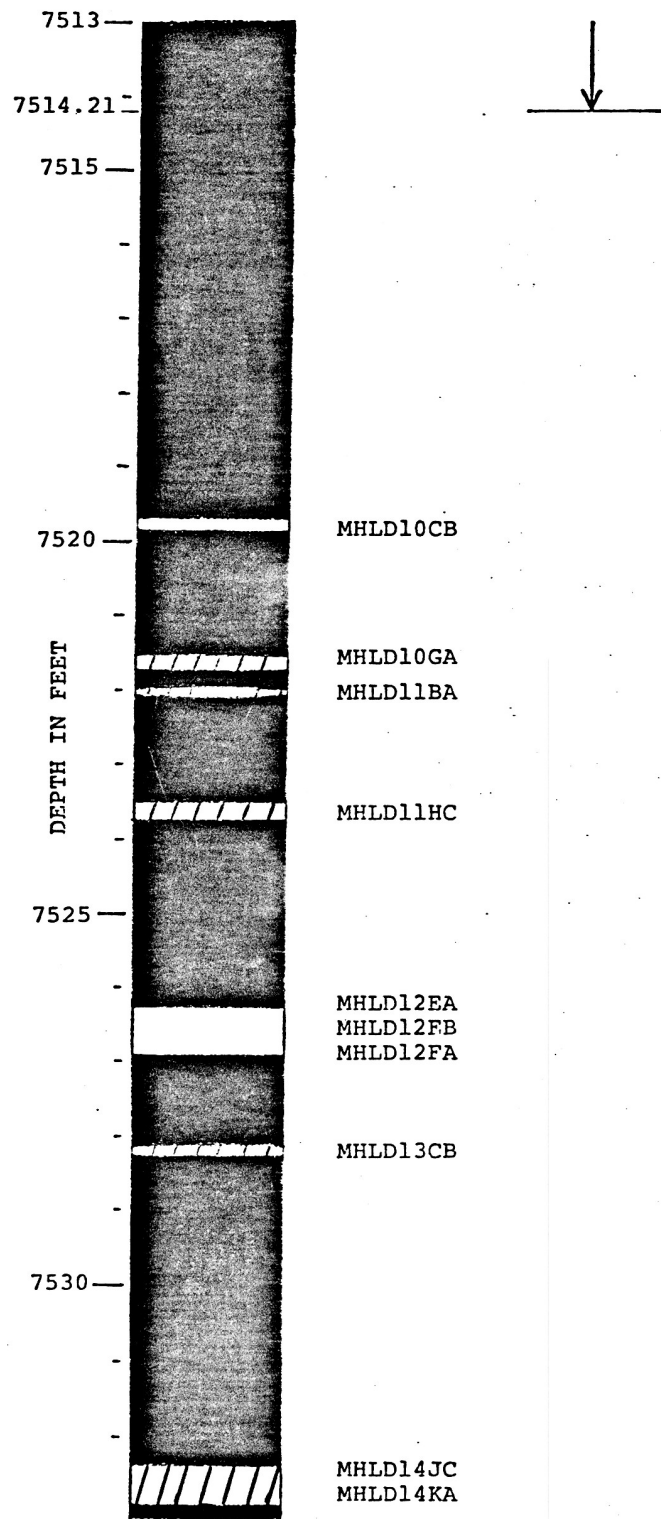 7513
7514.21
7515
MHLD10CB
7520
MHLD10GA
MHLD11BA
DEPTH IN FEET
MHLD11HC
7525
MHLD12EA
MHLD12FB
MHLD12FA
MHLD13CB
7530
MHLD14JC
MHLD14KA